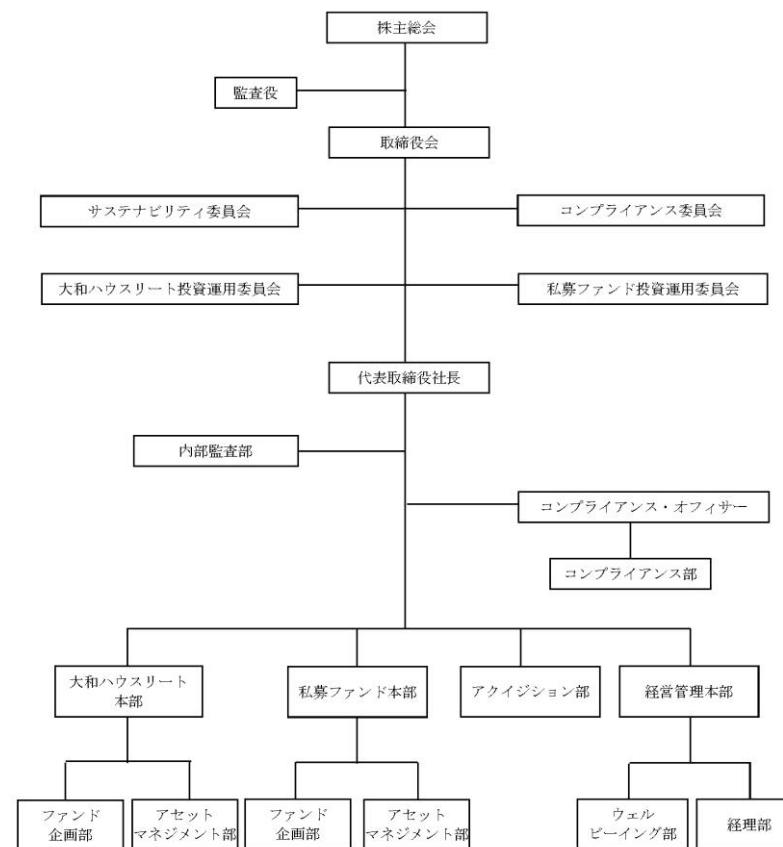 株主総会
監査役
取締役会
サステナビリティ委員会
コンプライアンス委員会
大和ハウスリート投資運用委員会
私募ファンド投資運用委員会
代表取締役社長
内部監査部
コンプライアンス・オフィサー
コンプライアンス部
大和ハウスリート
本部
私募ファンド本部
アクイジション部
経営管理本部
ファンド
企画部
アセット
マネジメント部
ファンド
企画部
アセット
マネジメント部
ウェル
ビーイング部
経理部